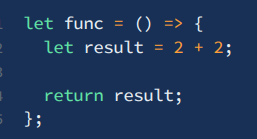 let func = () => {
  let result = 2 + 2;

  return result;
};